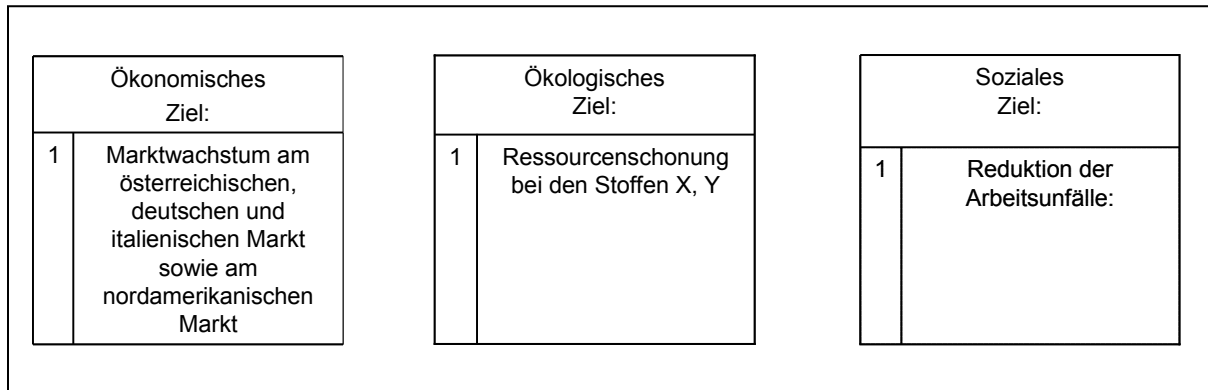 Ökonomisches
Ziel:
1
Marktwachstum am
österreichischen,
deutschen und
italienischen Markt
sowie am
nordamerikanischen
Markt
Ökologisches
Ziel:
1
Ressourcenschonung
bei den Stoffen X, Y
Soziales
Ziel:
1
Reduktion der
Arbeitsunfälle: